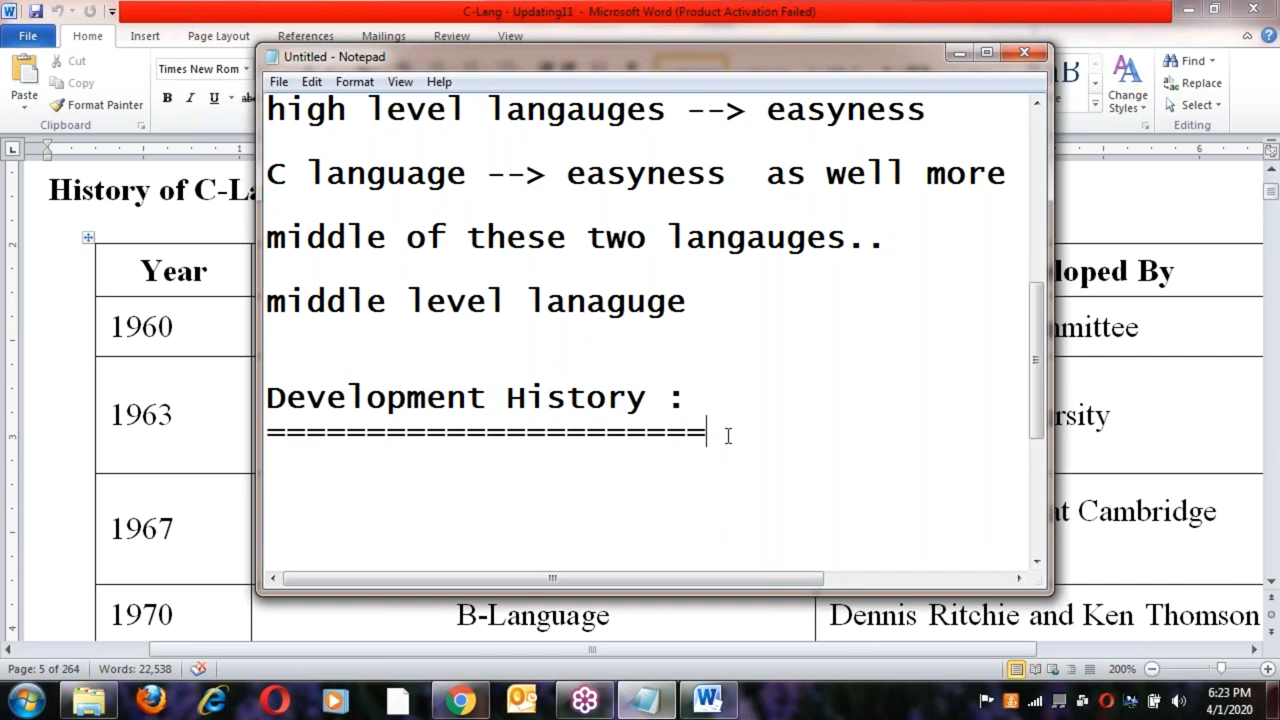 C-Lang - Updating11 - Microsoft Word (Product Activation Failed)
File Home Insert Page Layout References Mailings Review View
Paste
Cut
Copy
Format Painter
Clipboard
Times New Rom
B I U
Change
Styles
Find
Replace
Select
Editing
Untitled - Notepad
File Edit Format View Help
high level langauges --> easyness
C language --> easyness as well more
middle of these two langauges..
middle level lanaguge
Development History :
======================
History of C-La
Year
loped By
1960
mmittee
1963
rsity
1967
at Cambridge
1970 B-Language Dennis Ritchie and Ken Thomson
Page: 5 of 264 Words: 22,538 200%
6:23 PM
4/1/2020